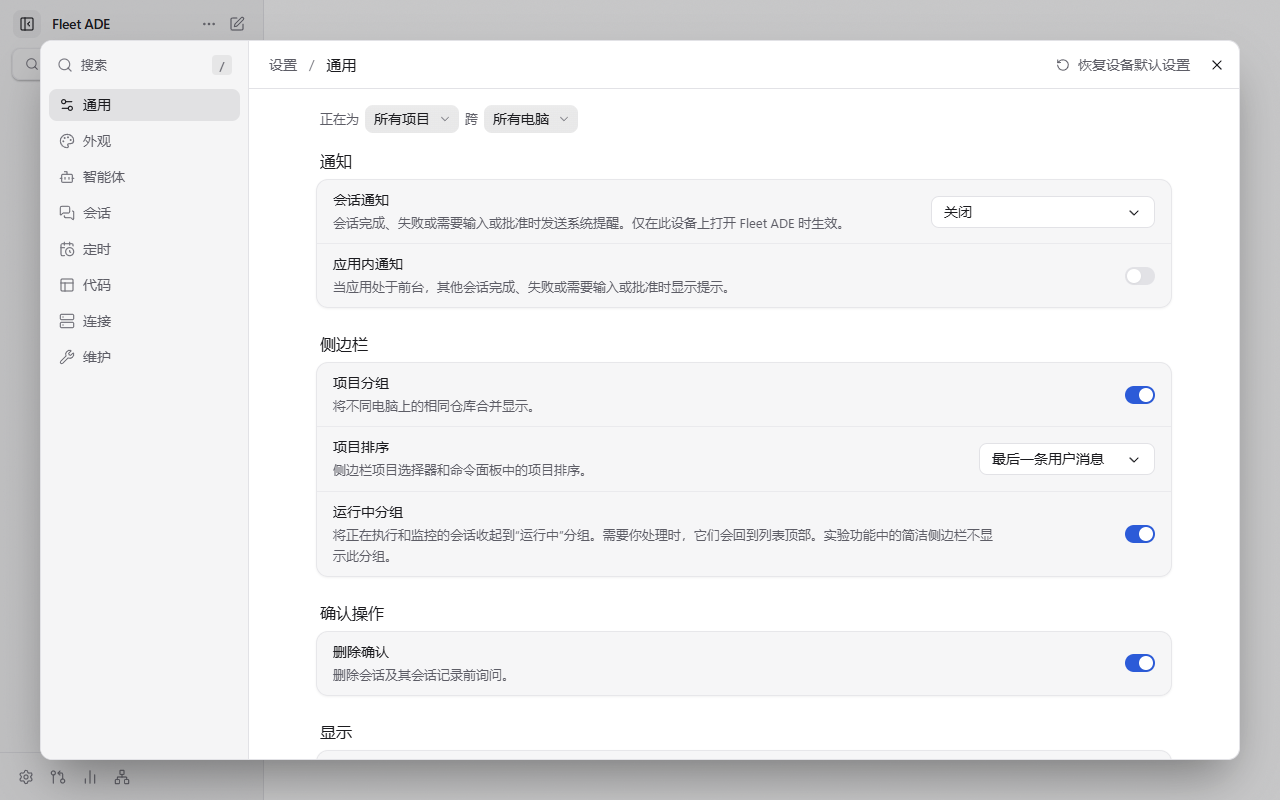 Fleet ADE
搜索
/
通用
外观
智能体
会话
定时
代码
连接
维护
设置 / 通用
恢复设备默认设置
正在为 所有项目 跨 所有电脑
通知
会话通知
会话完成、失败或需要输入或批准时发送系统提醒。仅在此设备上打开 Fleet ADE 时生效。
关闭
应用内通知
当应用处于前台，其他会话完成、失败或需要输入或批准时显示提示。
侧边栏
项目分组
将不同电脑上的相同仓库合并显示。
项目排序
侧边栏项目选择器和命令面板中的项目排序。
最后一条用户消息
运行中分组
将正在执行和监控的会话收起到“运行中”分组。需要你处理时，它们会回到列表顶部。实验功能中的简洁侧边栏不显
示此分组。
确认操作
删除确认
删除会话及其会话记录前询问。
显示